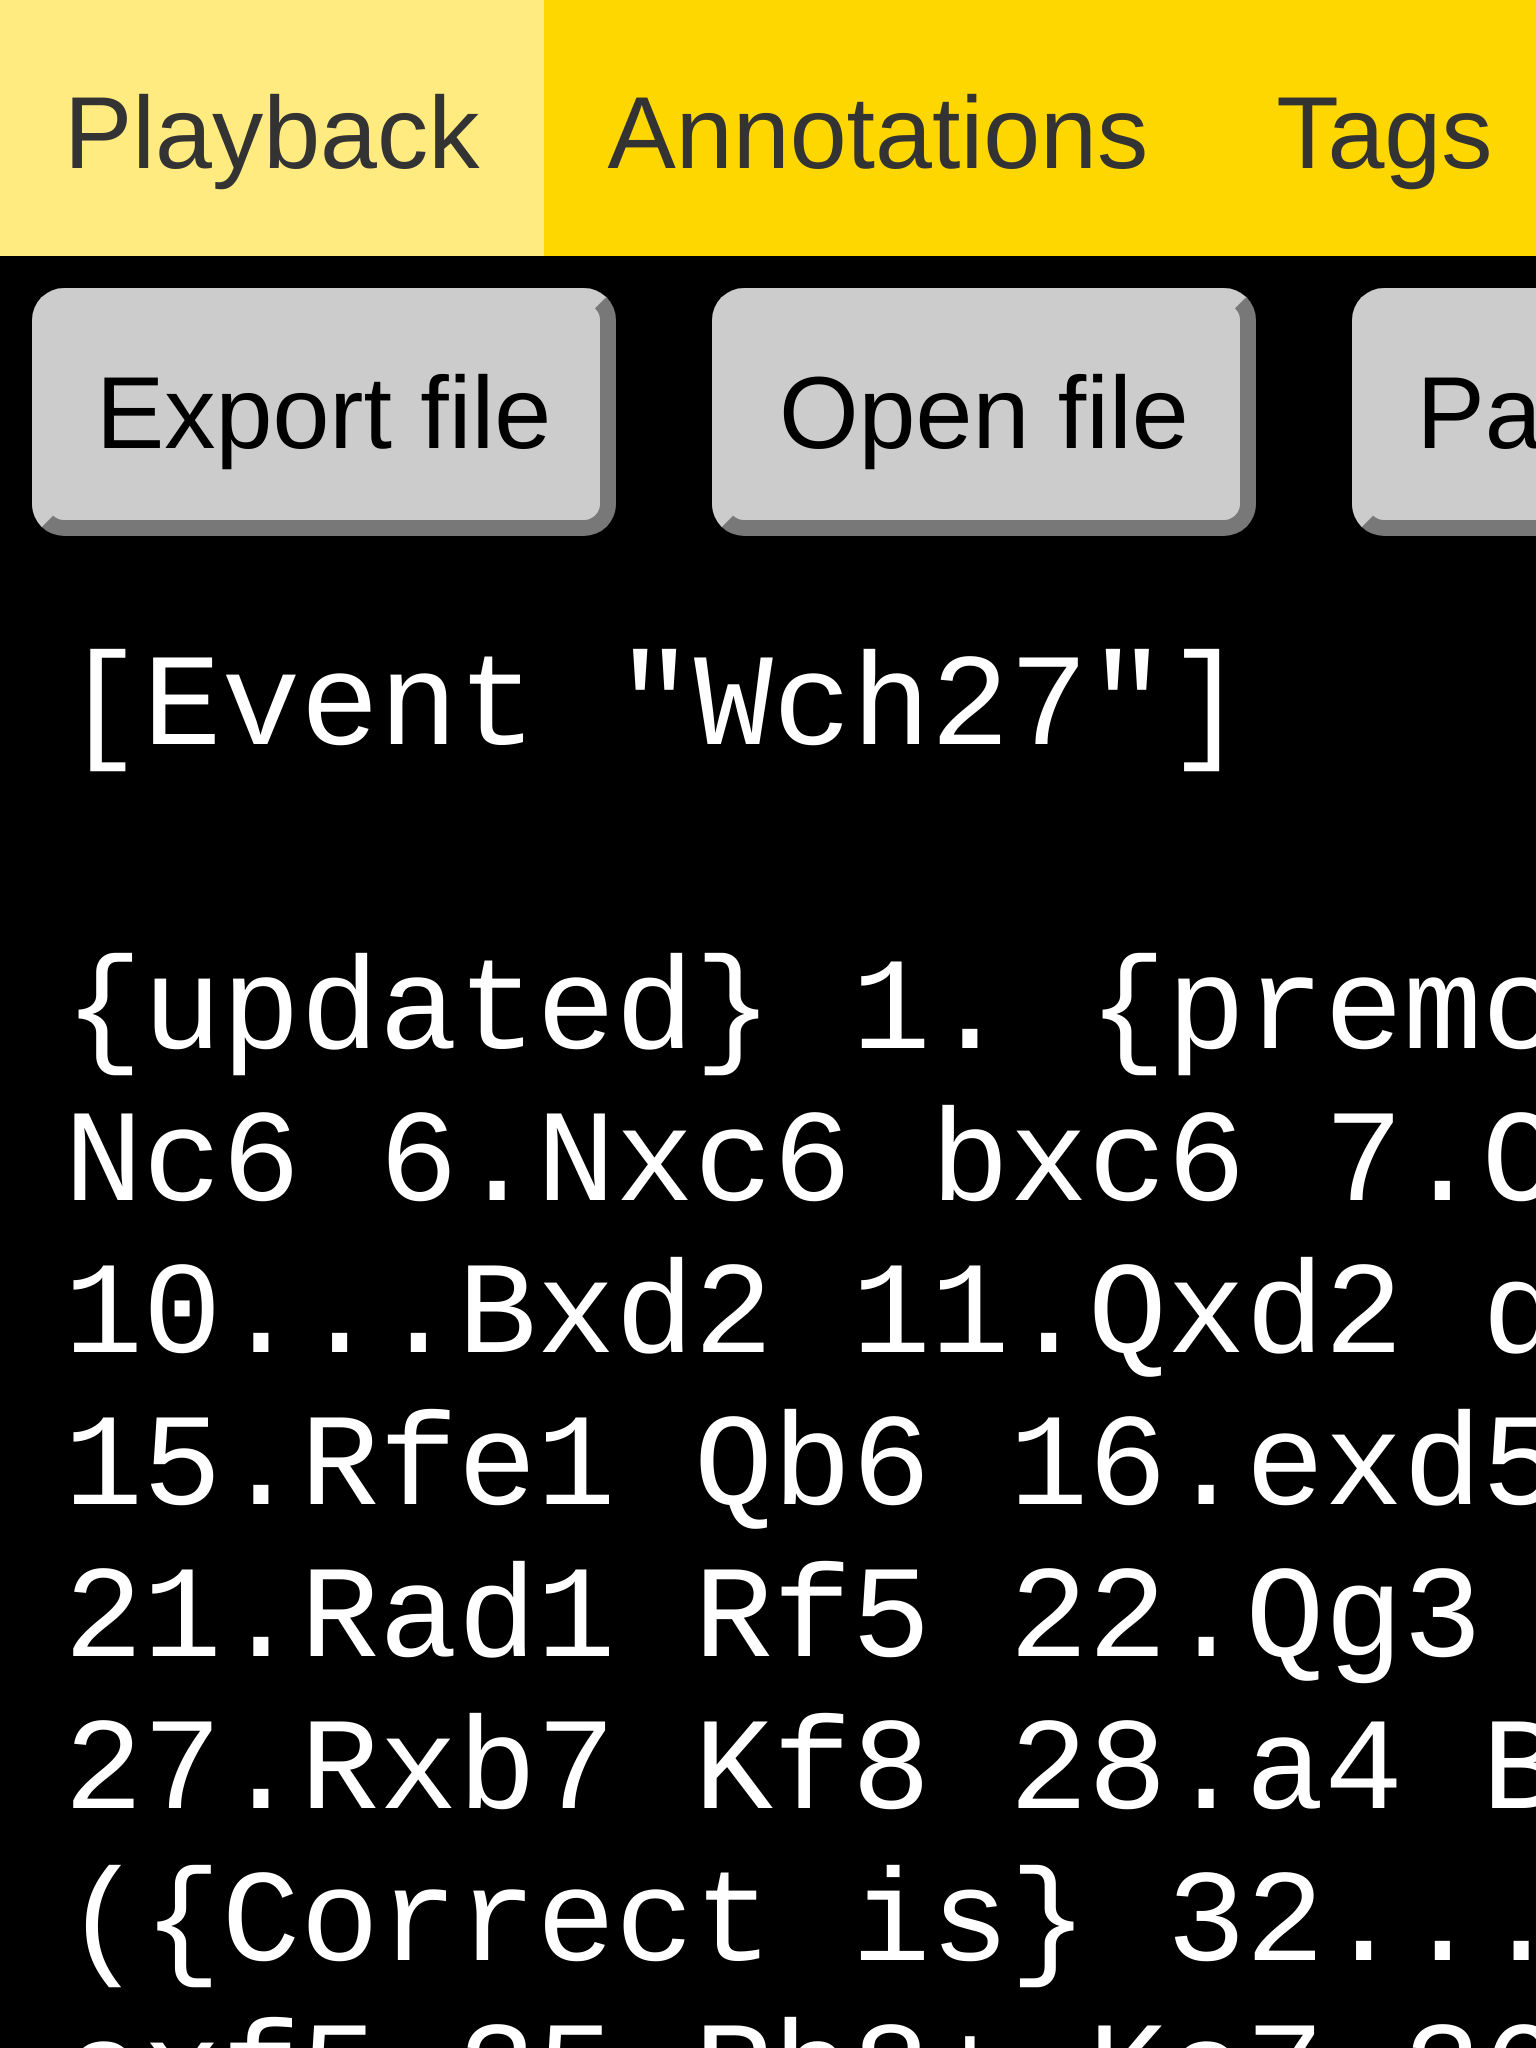 Playback Annotations Tags
Export file Open file Pa
[Event "Wch27"]
{updated} 1. {premo
Nc6 6.Nxc6 bxc6 7.
10...Bxd2 11.Qxd2 d
15.Rfe1 Qb6 16.exd5
21.Rad1 Rf5 22.Qg3
27.Rxb7 Kf8 28.a4 B
({Correct is} 32...